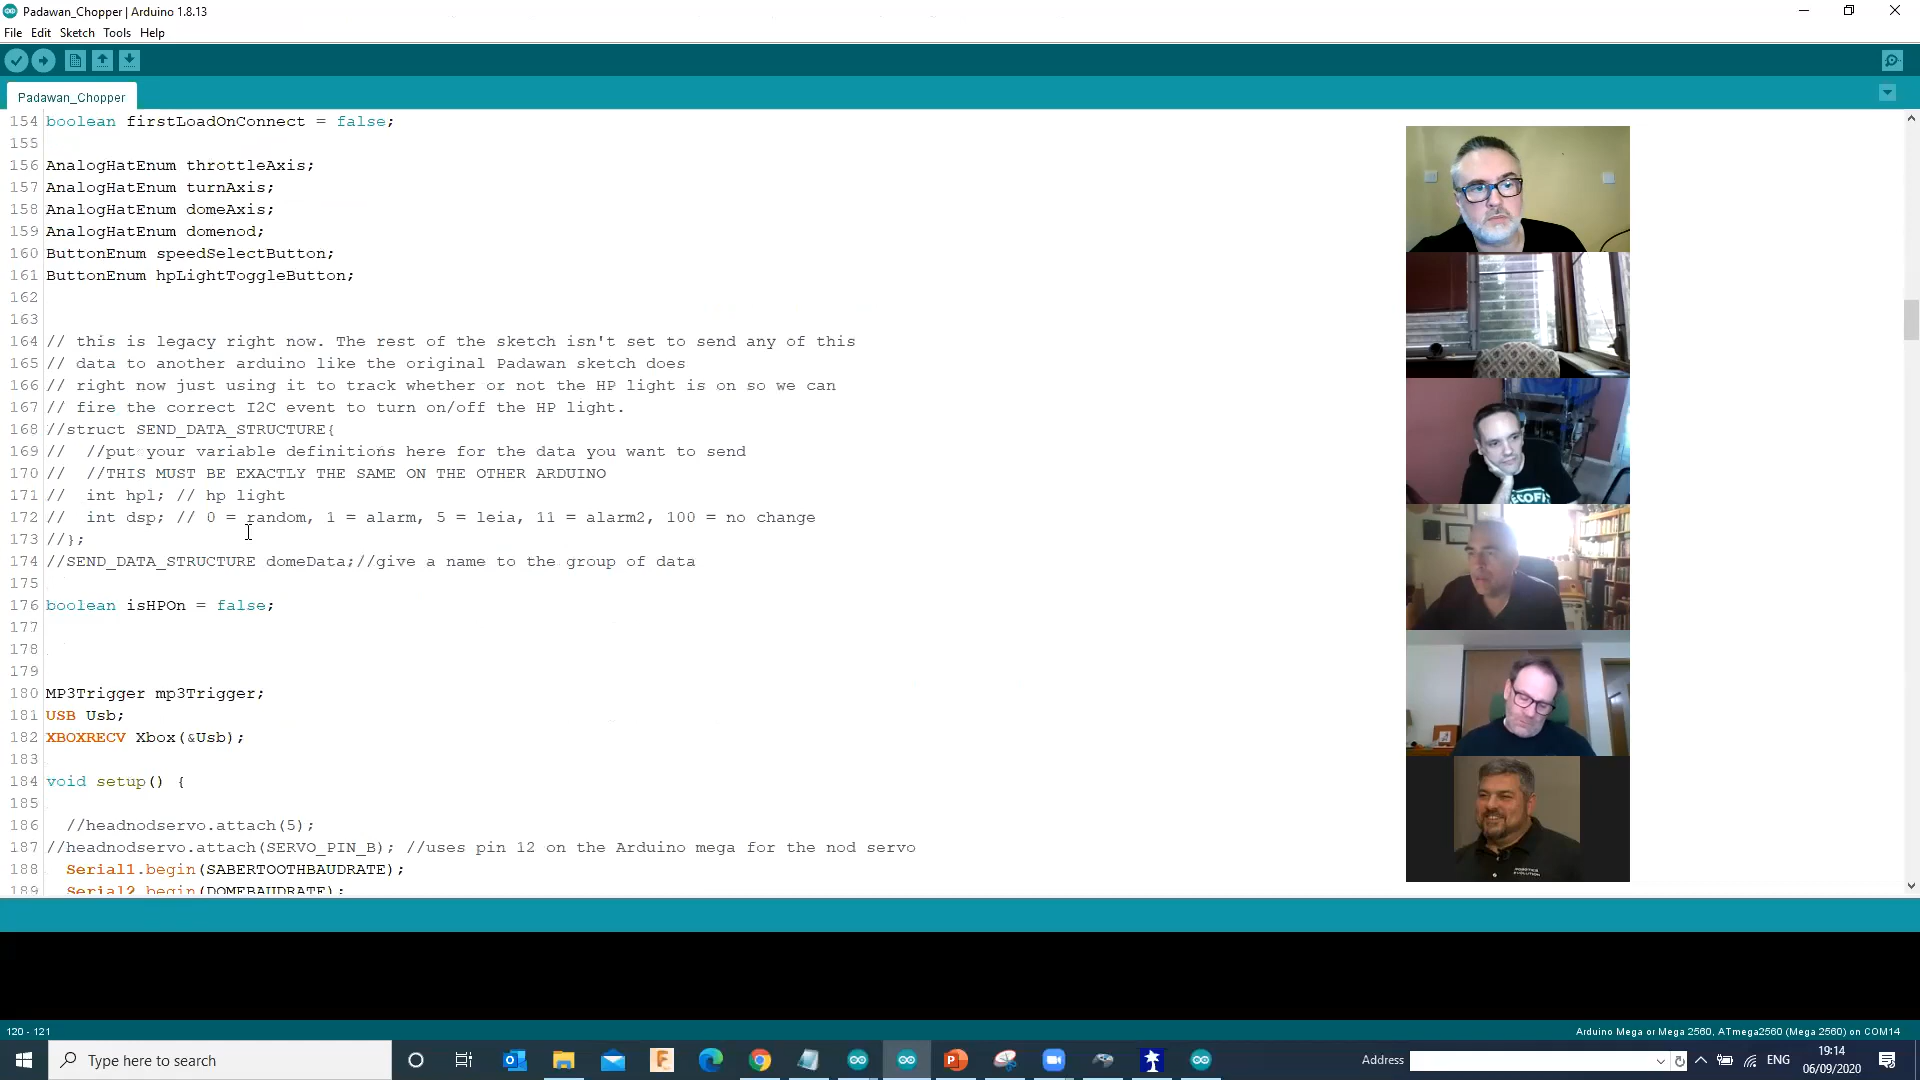 Padawan_Chopper | Arduino 1.8.13
File Edit Sketch Tools Help
Padawan_Chopper
154 boolean firstLoadOnConnect = false;
155
156 AnalogHatEnum throttleAxis;
157 AnalogHatEnum turnAxis;
158 AnalogHatEnum domeAxis;
159 AnalogHatEnum domenod;
160 ButtonEnum speedSelectButton;
161 ButtonEnum hpLightToggleButton;
162
163
164 // this is legacy right now. The rest of the sketch isn't set to send any of this
165 // data to another arduino like the original Padawan sketch does
166 // right now just using it to track whether or not the HP light is on so we can
167 // fire the correct I2C event to turn on/off the HP light.
168 //struct SEND_DATA_STRUCTURE{
169 //  //put your variable definitions here for the data you want to send
170 //  //THIS MUST BE EXACTLY THE SAME ON THE OTHER ARDUINO
171 //  int hpl; // hp light
172 //  int dsp; // 0 = random, 1 = alarm, 5 = leia, 11 = alarm2, 100 = no change
173 //};
174 //SEND_DATA_STRUCTURE domeData;//give a name to the group of data
175
176 boolean isHPOn = false;
177
178
179
180 MP3Trigger mp3Trigger;
181 USB Usb;
182 XBOXRECV Xbox(&Usb);
183
184 void setup() {
185
186   //headnodservo.attach(5);
187 //headnodservo.attach(SERVO_PIN_B); //uses pin 12 on the Arduino mega for the nod servo
188   Serial1.begin(SABERTOOTHBAUDRATE);
189   Serial2.begin(DOMEBAUDRATE);
120 - 121
Arduino Mega or Mega 2560, ATmega2560 (Mega 2560) on COM14
Type here to search
Address
ENG
19:14
06/09/2020